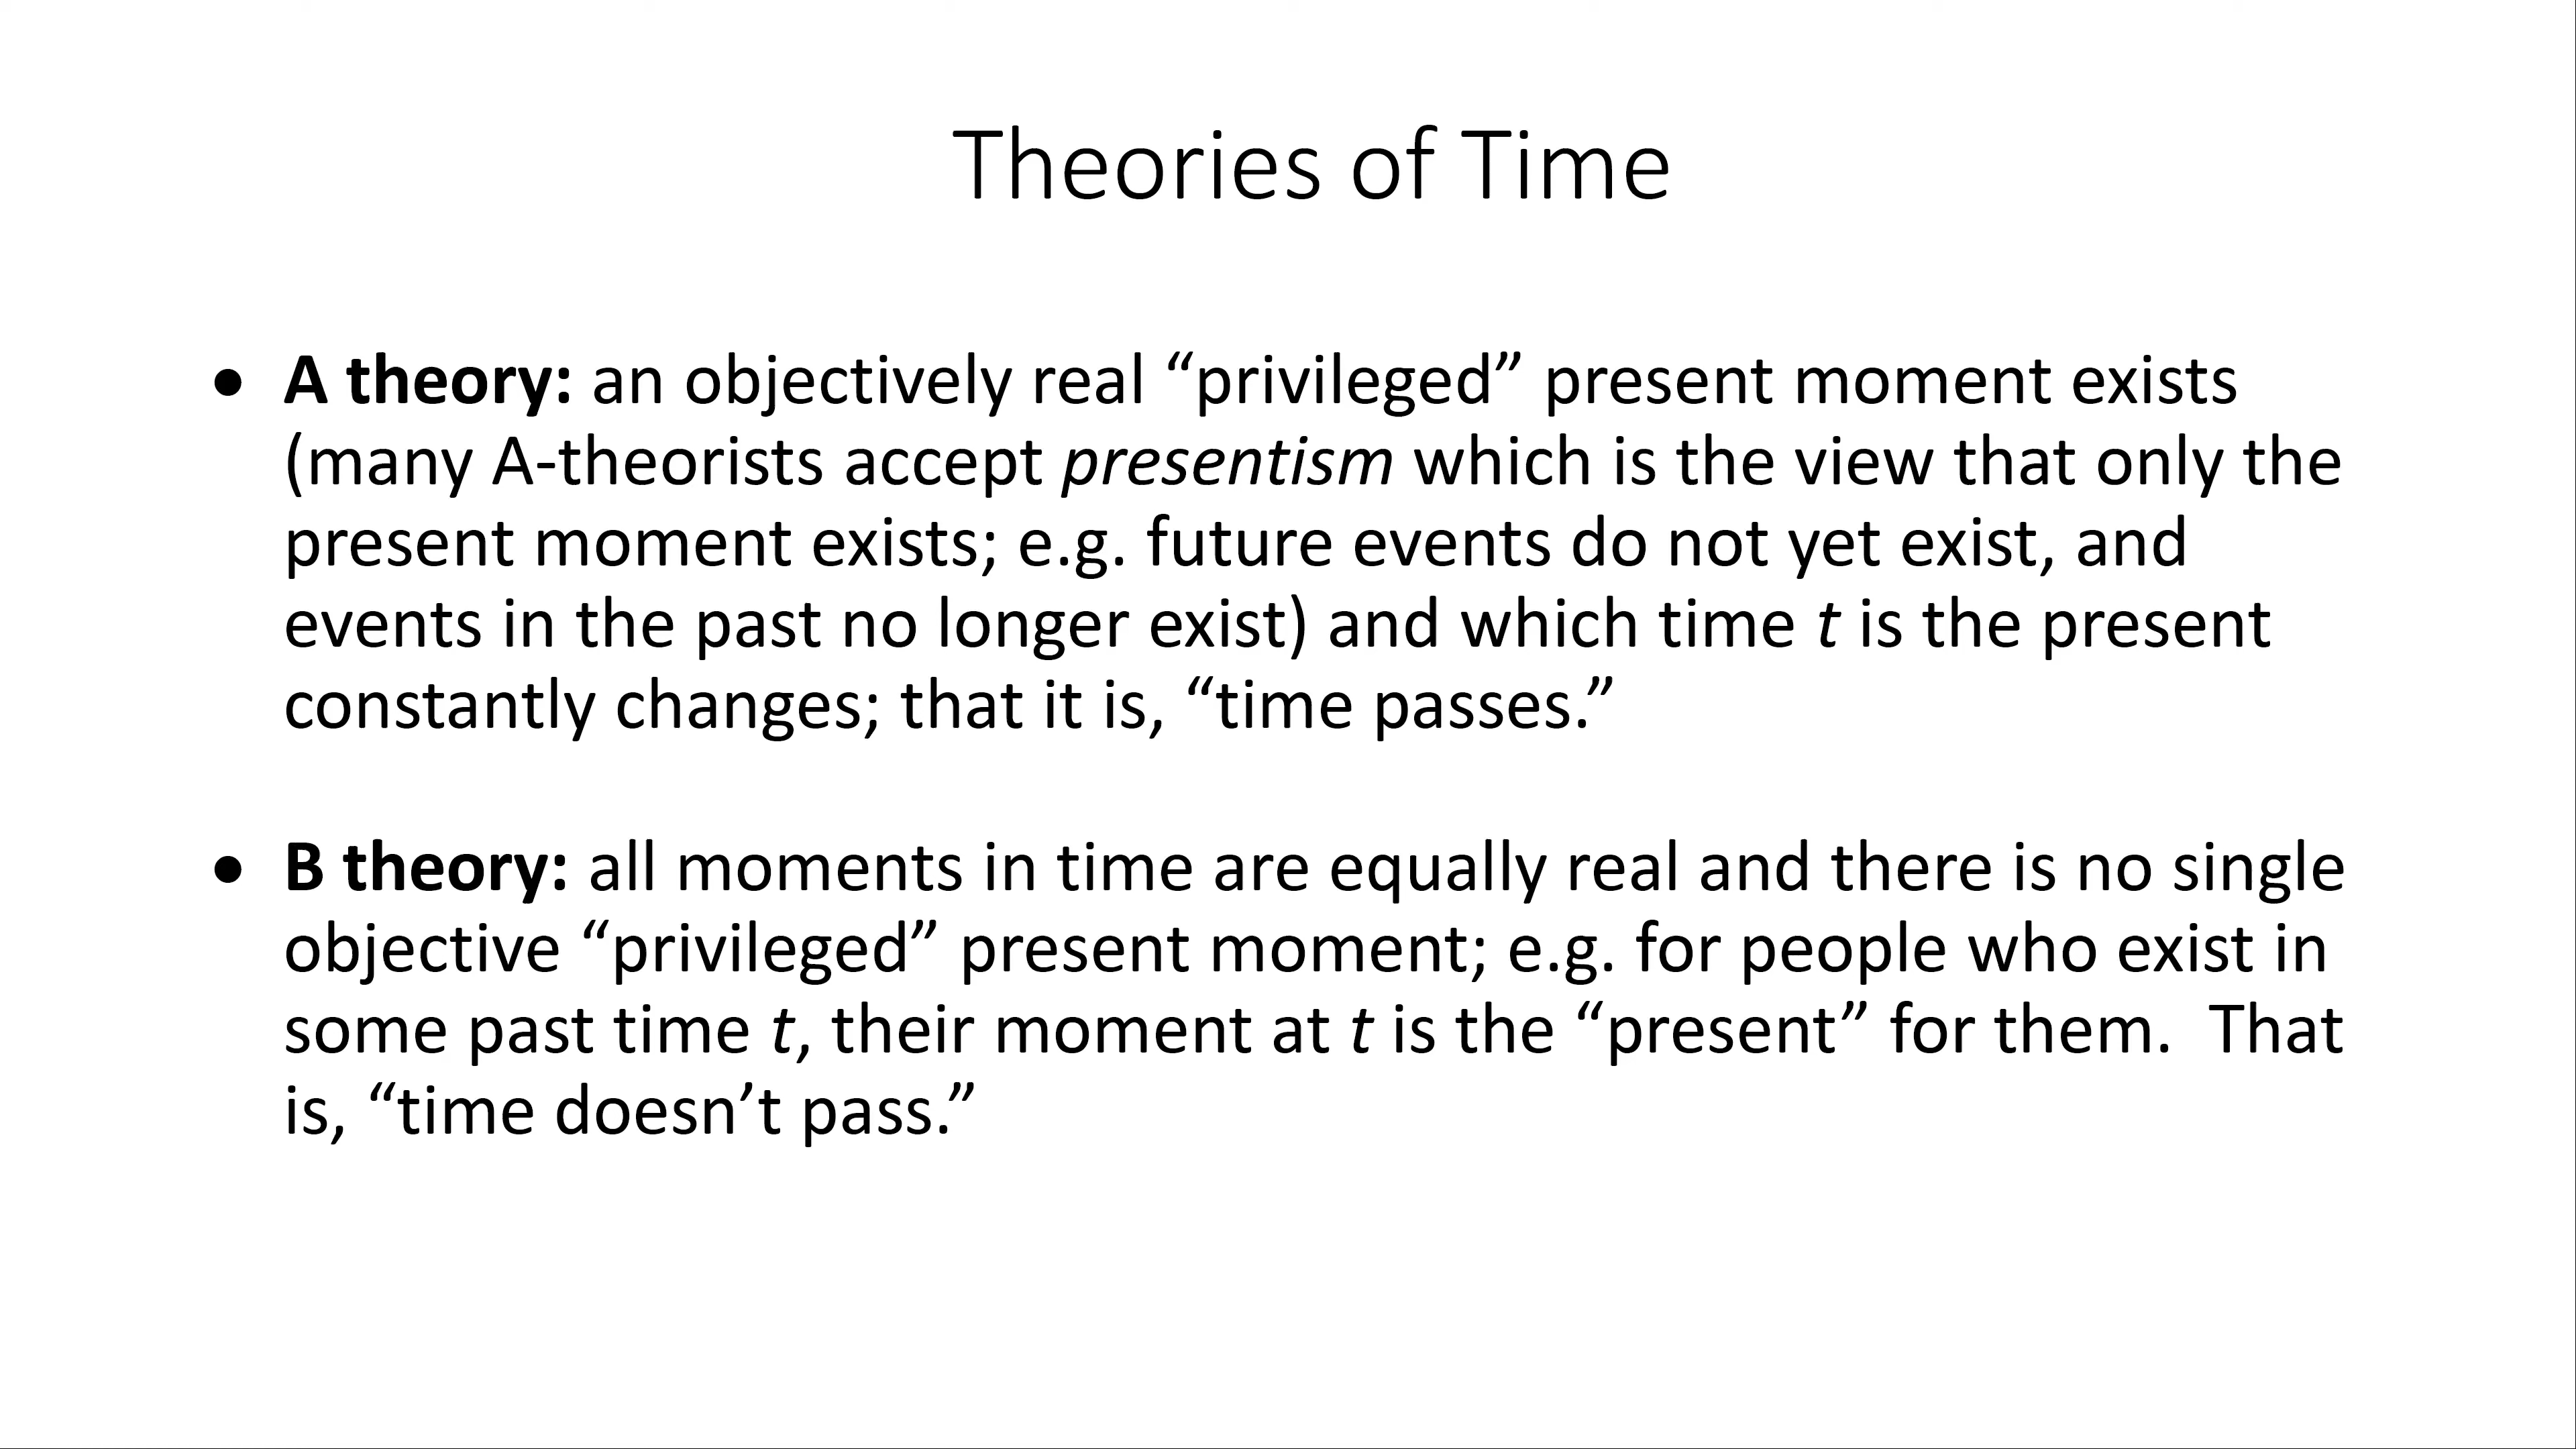 Theories of Time
• A theory: an objectively real “privileged” present moment exists
(many A-theorists accept presentism which is the view that only the
present moment exists; e.g. future events do not yet exist, and
events in the past no longer exist) and which time t is the present
constantly changes; that it is, “time passes.”
• B theory: all moments in time are equally real and there is no single
objective “privileged” present moment; e.g. for people who exist in
some past time t, their moment at t is the “present” for them.  That
is, “time doesn’t pass.”